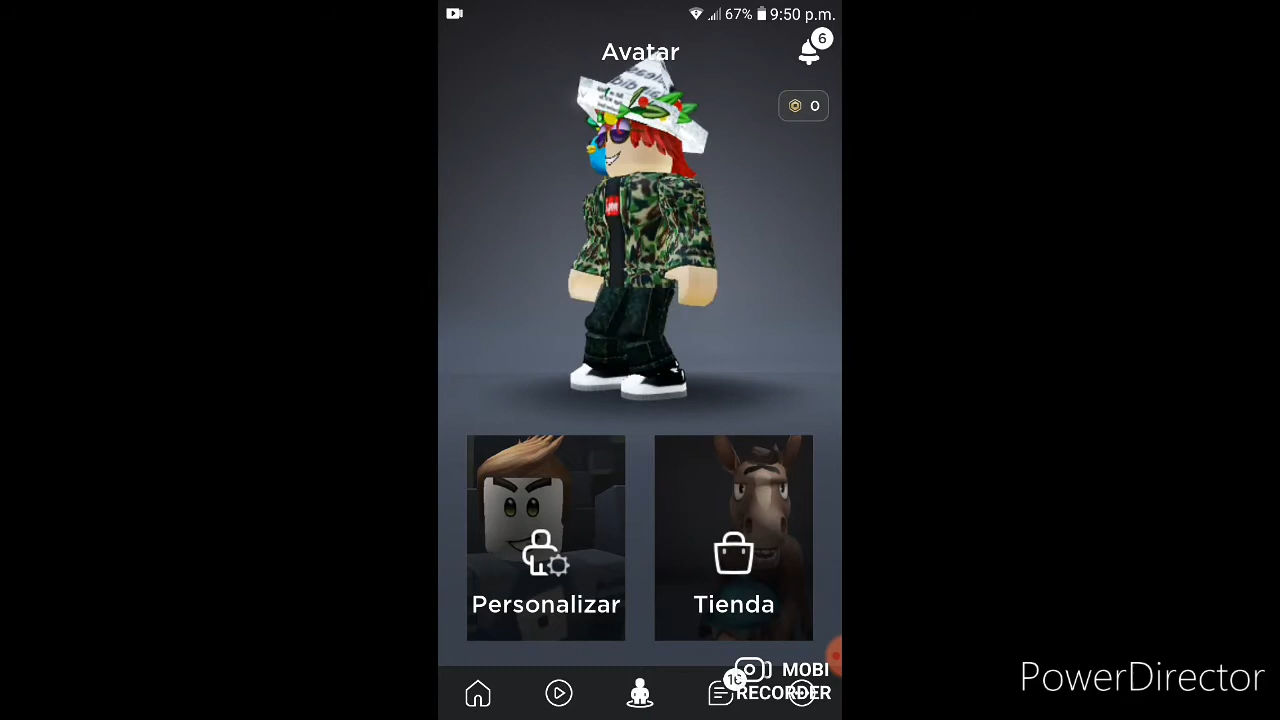 67% 9:50 p.m.
Avatar
6
0
Personalizar
Tienda
MOBI
RECORDER
PowerDirector